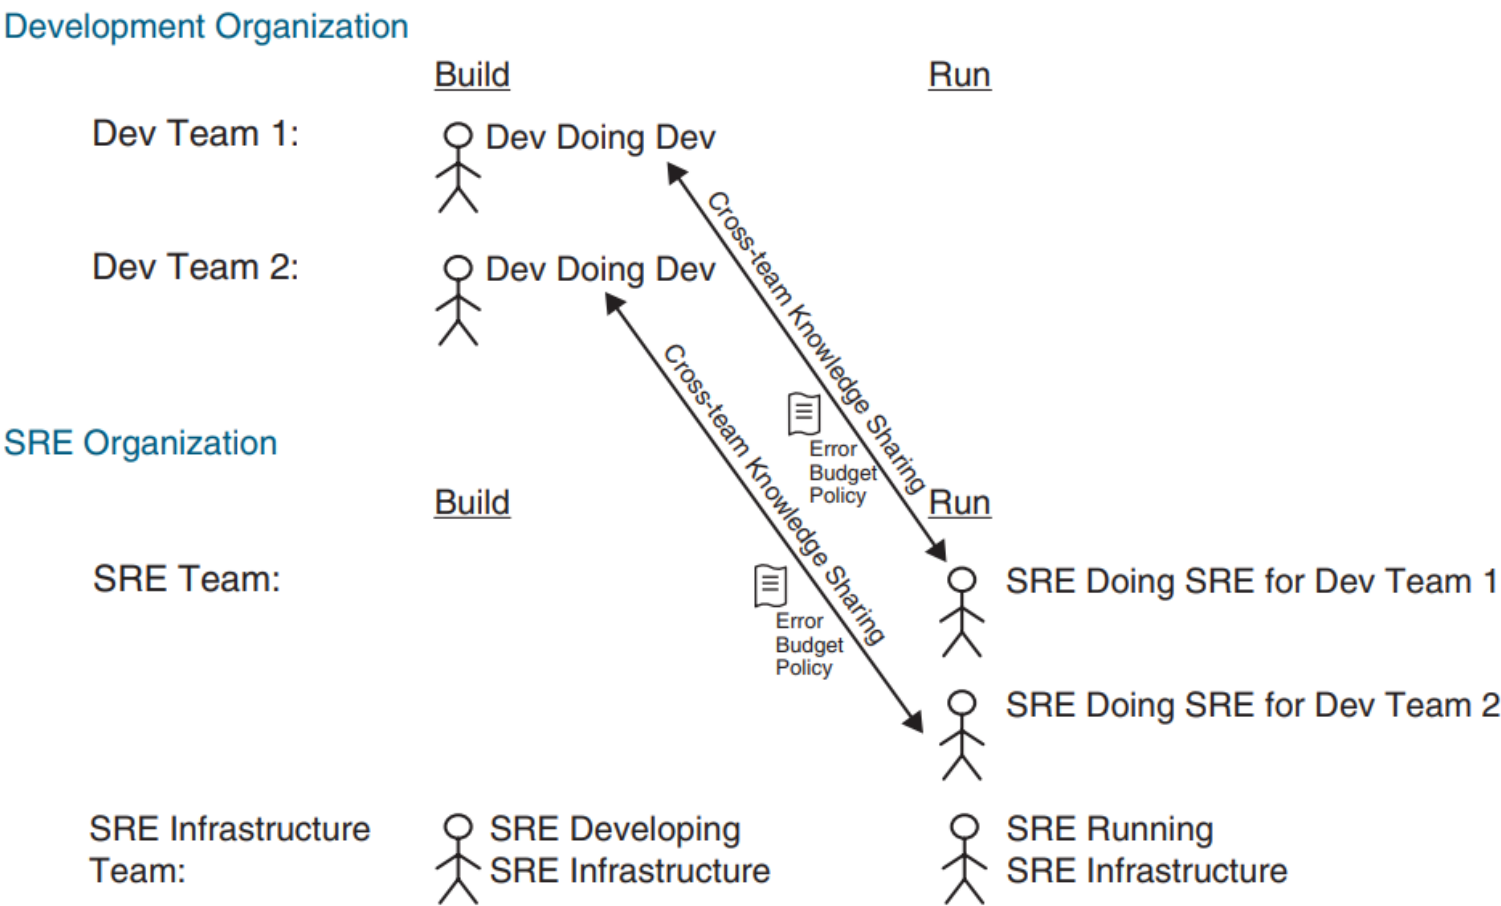 Development Organization
Build
Run
Dev Team 1:
Dev Doing Dev
Dev Team 2:
Dev Doing Dev
Cross-team Knowledge Sharing
Error
Budget
Policy
Cross-team Knowledge Sharing
Error
Budget
Policy
SRE Organization
Build
Run
SRE Team:
SRE Doing SRE for Dev Team 1
SRE Doing SRE for Dev Team 2
SRE Infrastructure
Team:
SRE Developing
SRE Infrastructure
SRE Running
SRE Infrastructure